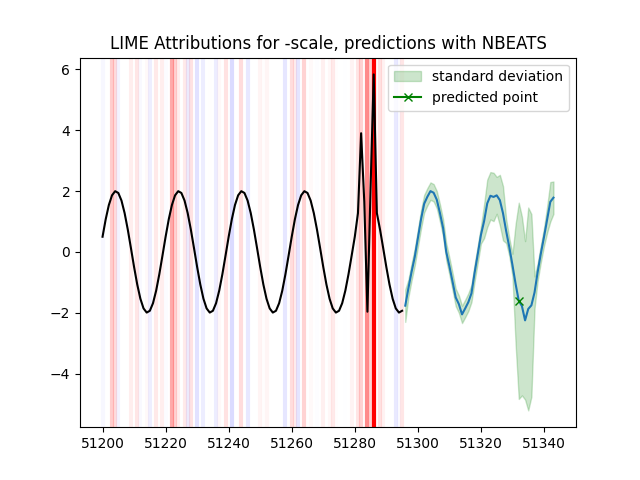 LIME Attributions for -scale, predictions with NBEATS
6
4
2
0
−2
−4
standard deviation
predicted point
51200 51220 51240 51260 51280 51300 51320 51340